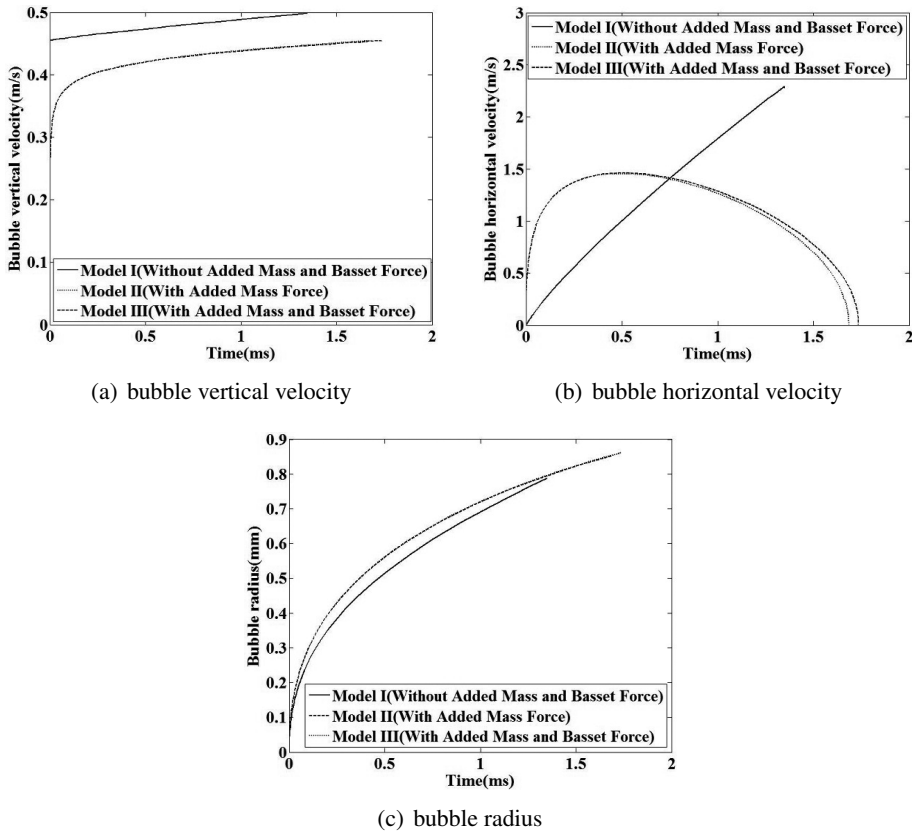 0.5
0.4
0.3
0.2
0.1
0
Bubble vertical velocity(m/s)
Model I(Without Added Mass and Basset Force)
Model II(With Added Mass Force)
Model III(With Added Mass and Basset Force)
0 0.5 1 1.5 2
Time(ms)
(a) bubble vertical velocity
3
2.5
2
1.5
1
0.5
0
Bubble horizontal velocity(m/s)
Model I(Without Added Mass and Basset Force)
Model II(With Added Mass Force)
Model III(With Added Mass and Basset Force)
0 0.5 1 1.5 2
Time(ms)
(b) bubble horizontal velocity
0.9
0.8
0.7
0.6
0.5
0.4
0.3
0.2
0.1
0
Bubble radius(mm)
Model I(Without Added Mass and Basset Force)
Model II(With Added Mass Force)
Model III(With Added Mass and Basset Force)
0 0.5 1 1.5 2
Time(ms)
(c) bubble radius